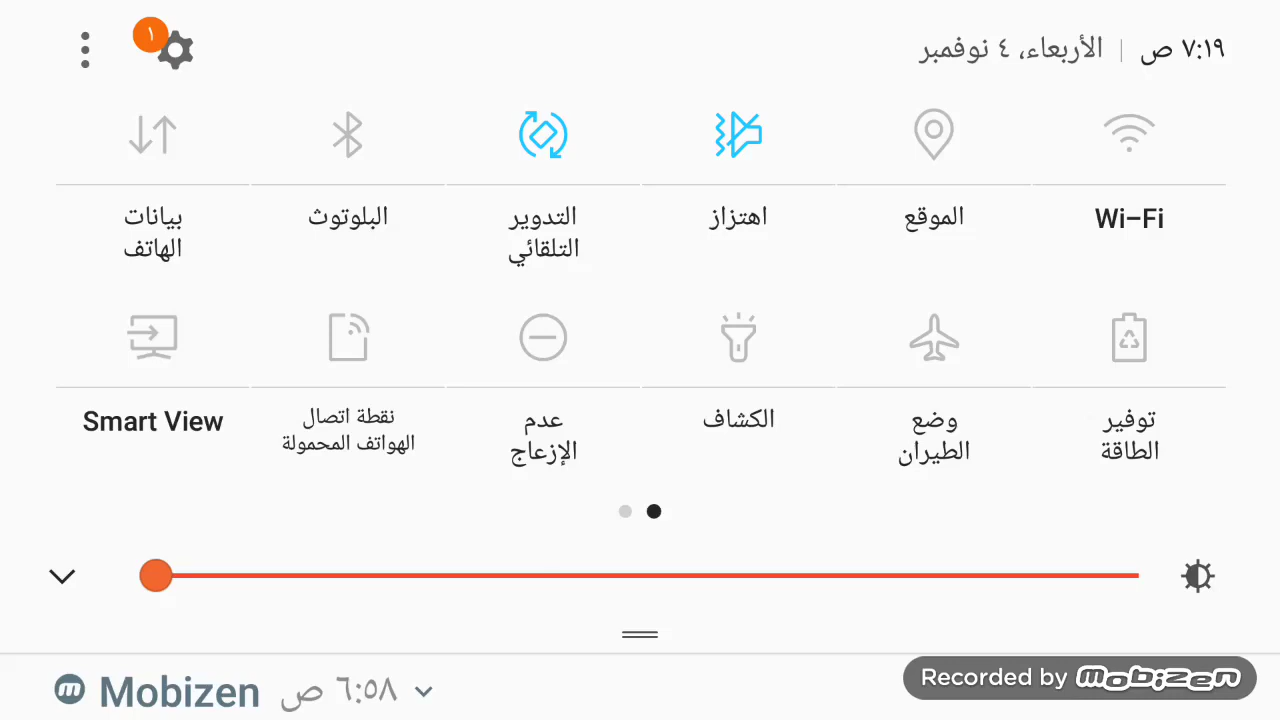 ٧:١٩ ص | الأربعاء، ٤ نوفمبر
١
Wi-Fi
الموقع
اهتزاز
التدوير
التلقائي
البلوتوث
بيانات
الهاتف
توفير
الطاقة
وضع
الطيران
الكشاف
عدم
الإزعاج
نقطة اتصال
الهواتف المحمولة
Smart View
Mobizen ٦:٥٨ ص
Recorded by mobizen